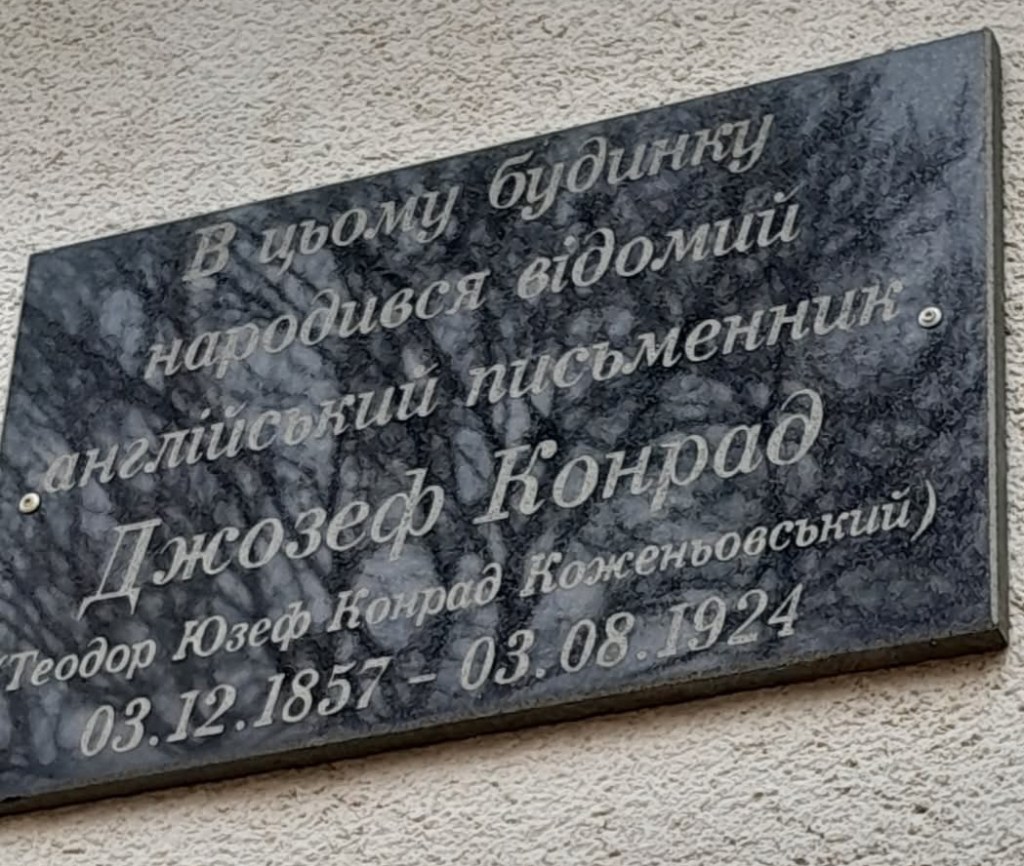 В цьому будинку
народився відомий
англійський письменник
Джозеф Конрад
(Теодор Юзеф Конрад Коженьовський)
03.12.1857 - 03.08.1924